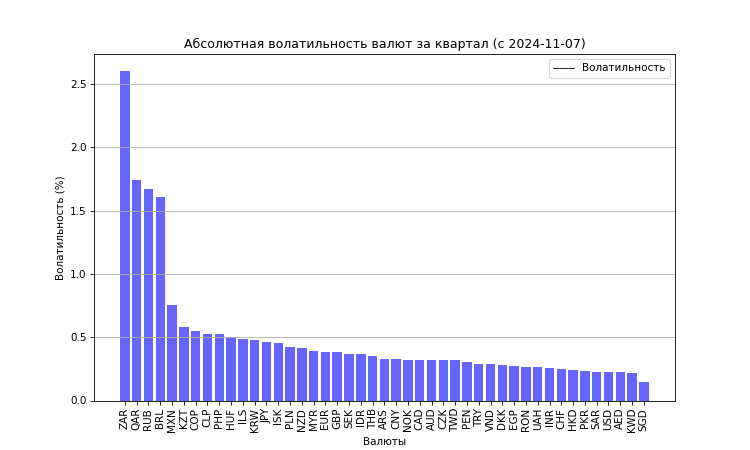 Абсолютная волатильность валют за квартал (с 2024-11-07)
Волатильность
Волатильность (%)
2.5
2.0
1.5
1.0
0.5
0.0
ZAR QAR RUB BRL MXN KZT COP CLP PHP HUF ILS KRW JPY ISK PLN NZD MYR EUR GBP SEK IDR THB ARS CNY NOK CAD AUD CZK TWD PEN TRY VND DKK EGP RON UAH INR CHF HKD PKR SAR USD AED KWD SGD
Валюты